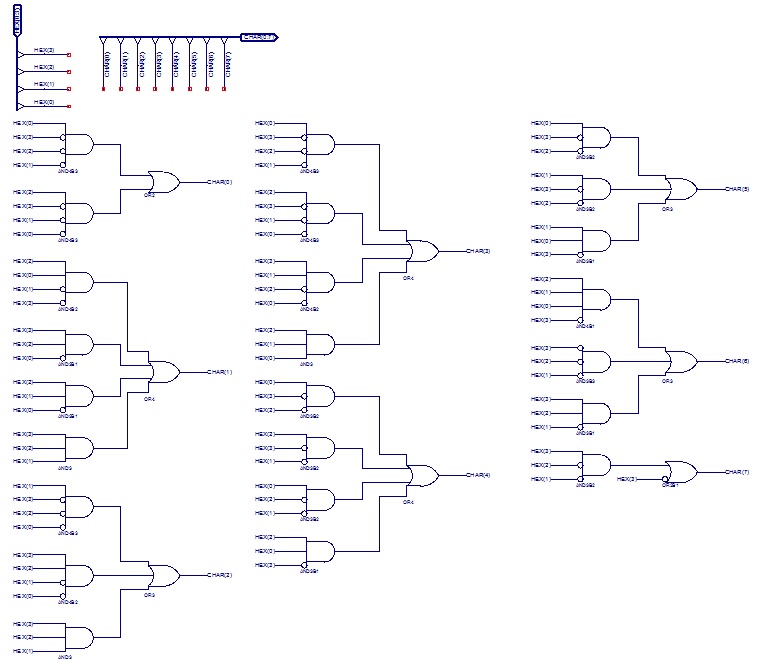 CHAR(0:7)
HEX(3)
HEX(2)
HEX(1)
HEX(0)
CHAR(0)
CHAR(1)
CHAR(2)
CHAR(3)
CHAR(4)
CHAR(5)
CHAR(6)
CHAR(7)
HEX(0)
HEX(3)
HEX(2)
HEX(1)
AND4B3
HEX(2)
HEX(3)
HEX(1)
HEX(0)
AND4B3
OR2
CHAR(0)
HEX(2)
HEX(0)
HEX(1)
HEX(3)
AND4B2
HEX(3)
HEX(2)
HEX(0)
AND3B1
HEX(2)
HEX(1)
HEX(0)
AND3B1
HEX(3)
HEX(2)
HEX(1)
AND3
OR4
CHAR(1)
HEX(1)
HEX(3)
HEX(2)
HEX(0)
AND4B3
HEX(3)
HEX(2)
HEX(1)
HEX(0)
AND4B2
HEX(3)
HEX(2)
HEX(1)
AND3
OR3
CHAR(2)
HEX(0)
HEX(3)
HEX(2)
HEX(1)
AND4B3
HEX(2)
HEX(3)
HEX(1)
HEX(0)
AND4B3
HEX(3)
HEX(1)
HEX(2)
HEX(0)
AND4B2
HEX(2)
HEX(1)
HEX(0)
AND3
OR4
CHAR(3)
HEX(0)
HEX(3)
HEX(2)
AND3B2
HEX(2)
HEX(3)
HEX(1)
AND3B2
HEX(0)
HEX(2)
HEX(1)
AND3B2
HEX(2)
HEX(0)
HEX(3)
AND3B1
OR4
CHAR(4)
HEX(0)
HEX(3)
HEX(2)
AND3B2
HEX(1)
HEX(3)
HEX(2)
AND3B2
HEX(1)
HEX(0)
HEX(3)
AND3B1
OR3
CHAR(5)
HEX(2)
HEX(1)
HEX(0)
HEX(3)
AND4B1
HEX(3)
HEX(2)
HEX(1)
AND3B3
HEX(3)
HEX(2)
HEX(1)
AND3B1
OR3
CHAR(6)
HEX(3)
HEX(2)
HEX(1)
AND3B2
HEX(3)
OR2B1
CHAR(7)